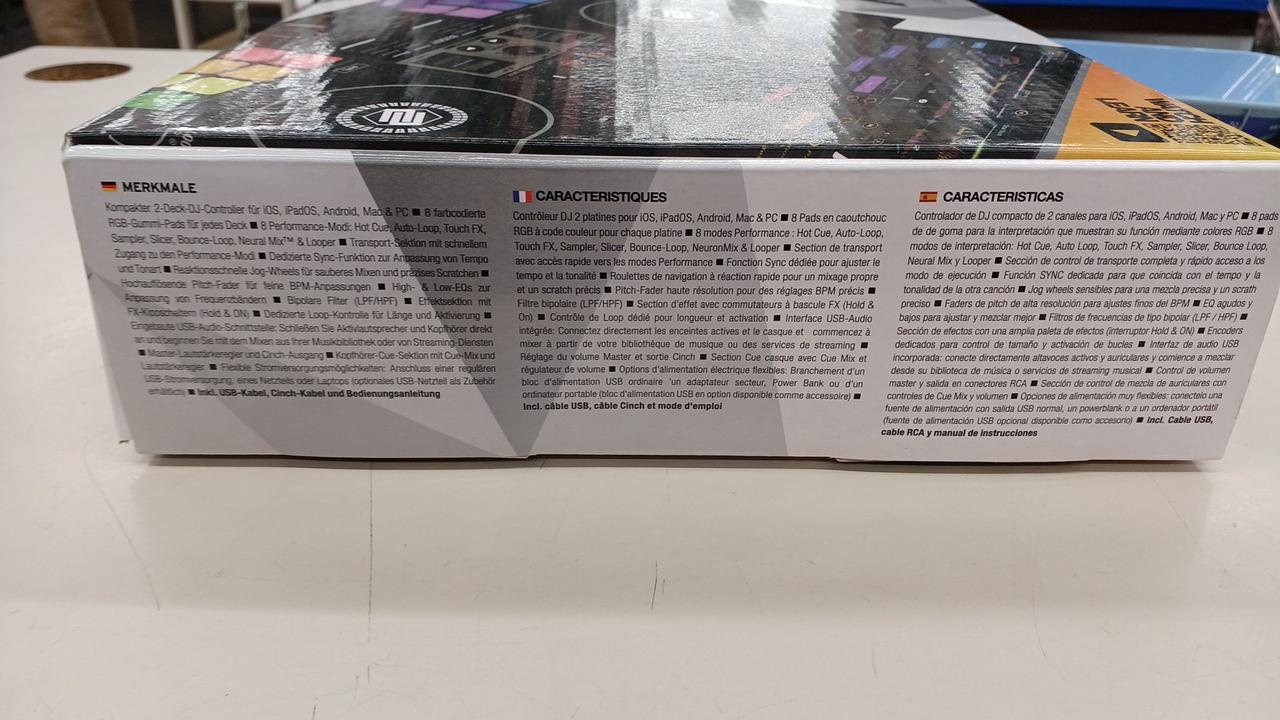 MERKMALE
Kompakter 2-Deck-DJ-Controller für iOS, iPadOS, Android, Mac & PC ■ 8 farbcodierte
RGB-Gummi-Pads für jedes Deck ■ 8 Performance-Modi: Hot Cue, Auto-Loop, Touch FX,
Sampler, Slicer, Bounce-Loop, Neural Mix™ & Looper ■ Transport-Sektion mit schnellem
Zugang zu den Performance-Modi ■ Dedizierte Sync-Funktion zur Anpassung von Tempo
und Tonart ■ Reaktionsschnelle Jog-Wheels für sauberes Mixen und präzises Scratchen ■
Hochauflösende Pitch-Fader für feine BPM-Anpassungen ■ High- & Low-EQs zur
Anpassung von Frequenzbändern ■ Bipolare Filter (LPF/HPF) ■ Effektsektion mit
FX-Kippschaltern (Hold & ON) ■ Dedizierte Loop-Kontrolle für Länge und Aktivierung ■
Eingebaute USB-Audio-Schnittstelle: Schließen Sie Aktivlautsprecher und Kopfhörer direkt
an und beginnen Sie mit dem Mixen aus Ihrer Musikbibliothek oder von Streaming-Diensten
■ Master-Lautstärkeregler und Cinch-Ausgang ■ Kopfhörer-Cue-Sektion mit Cue-Mix und
Lautstärkeregler ■ Flexible Stromversorgungsmöglichkeiten: Anschluss einer regulären
USB-Stromversorgung, eines Netzteils oder Laptops (optionales USB-Netzteil als Zubehör
erhältlich) ■ Inkl. USB-Kabel, Cinch-Kabel und Bedienungsanleitung
CARACTERISTIQUES
Contrôleur DJ 2 platines pour iOS, iPadOS, Android, Mac & PC ■ 8 Pads en caoutchouc
RGB à code couleur pour chaque platine ■ 8 modes Performance : Hot Cue, Auto-Loop,
Touch FX, Sampler, Slicer, Bounce-Loop, NeuronMix & Looper ■ Section de transport
avec accès rapide vers les modes Performance ■ Fonction Sync dédiée pour ajuster le
tempo et la tonalité ■ Roulettes de navigation à réaction rapide pour un mixage propre
et un scratch précis ■ Pitch-Fader haute résolution pour des réglages BPM précis ■
Filtre bipolaire (LPF/HPF) ■ Section d'effet avec commutateurs à bascule FX (Hold &
On) ■ Contrôle de Loop dédié pour longueur et activation ■ Interface USB-Audio
intégrée: Connectez directement les enceintes actives et le casque et commencez à
mixer à partir de votre bibliothèque de musique ou des services de streaming ■
Réglage du volume Master et sortie Cinch ■ Section Cue casque avec Cue Mix et
régulateur de volume ■ Options d'alimentation électrique flexibles: Branchement d'un
bloc d'alimentation USB ordinaire 'un adaptateur secteur, Power Bank ou d'un
ordinateur portable (bloc d'alimentation USB en option disponible comme accessoire) ■
Incl. câble USB, câble Cinch et mode d'emploi
CARACTERISTICAS
Controlador de DJ compacto de 2 canales para iOS, iPadOS, Android, Mac y PC ■ 8 pads
de de goma para la interpretación que muestran su función mediante colores RGB ■ 8
modos de interpretación: Hot Cue, Auto Loop, Touch FX, Sampler, Slicer, Bounce Loop,
Neural Mix y Looper ■ Sección de control de transporte completa y rápido acceso a los
modo de ejecución ■ Función SYNC dedicada para que coincida con el tempo y la
tonalidad de la otra canción ■ Jog wheels sensibles para una mezcla precisa y un scrath
preciso ■ Faders de pitch de alta resolución para ajustes finos del BPM ■ EQ agudos y
bajos para ajustar y mezclar mejor ■ Filtros de frecuencias de tipo bipolar (LPF / HPF) ■
Sección de efectos con una amplia paleta de efectos (interruptor Hold & ON) ■ Encoders
dedicados para control de tamaño y activación de bucles ■ Interfaz de audio USB
incorporada: conecte directamente altavoces activos y auriculares y comience a mezclar
desde su biblioteca de música o servicios de streaming musical ■ Control de volumen
master y salida en conectores RCA ■ Sección de control de mezcla de auriculares con
controles de Cue Mix y volumen ■ Opciones de alimentación muy flexibles: conectelo una
fuente de alimentación con salida USB normal, un powerblank o a un ordenador portátil
(fuente de alimentación USB opcional disponible como accesorio) ■ Incl. Cable USB,
cable RCA y manual de instrucciones